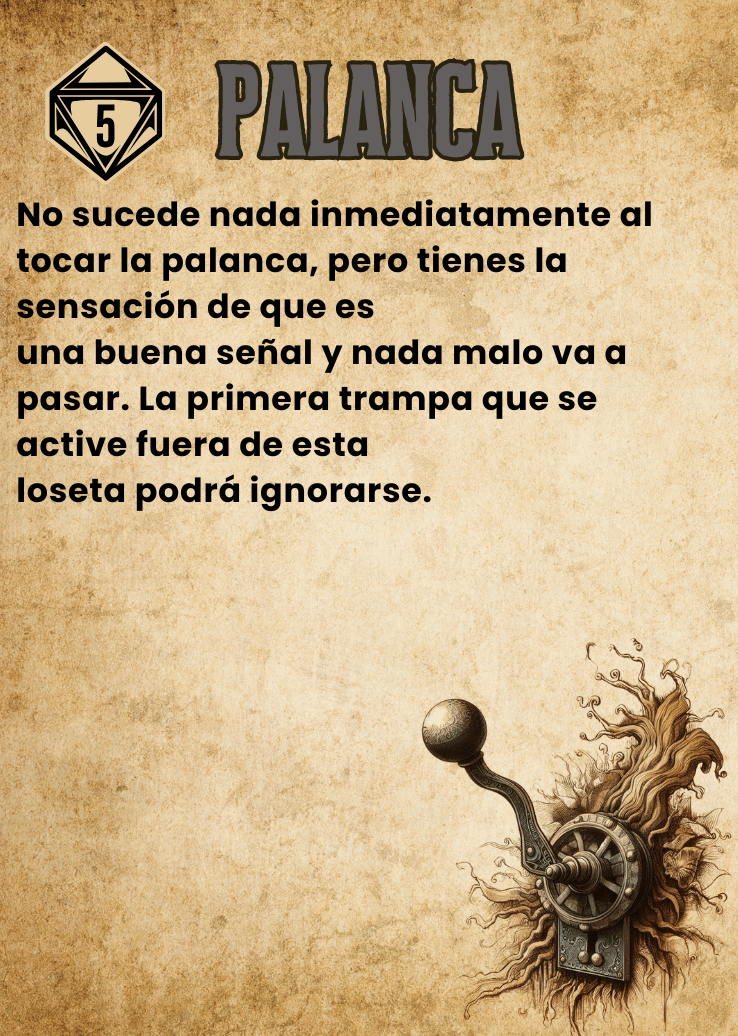 5
PALANCA
No sucede nada inmediatamente al
tocar la palanca, pero tienes la
sensación de que es
una buena señal y nada malo va a
pasar. La primera trampa que se
active fuera de esta
loseta podrá ignorarse.